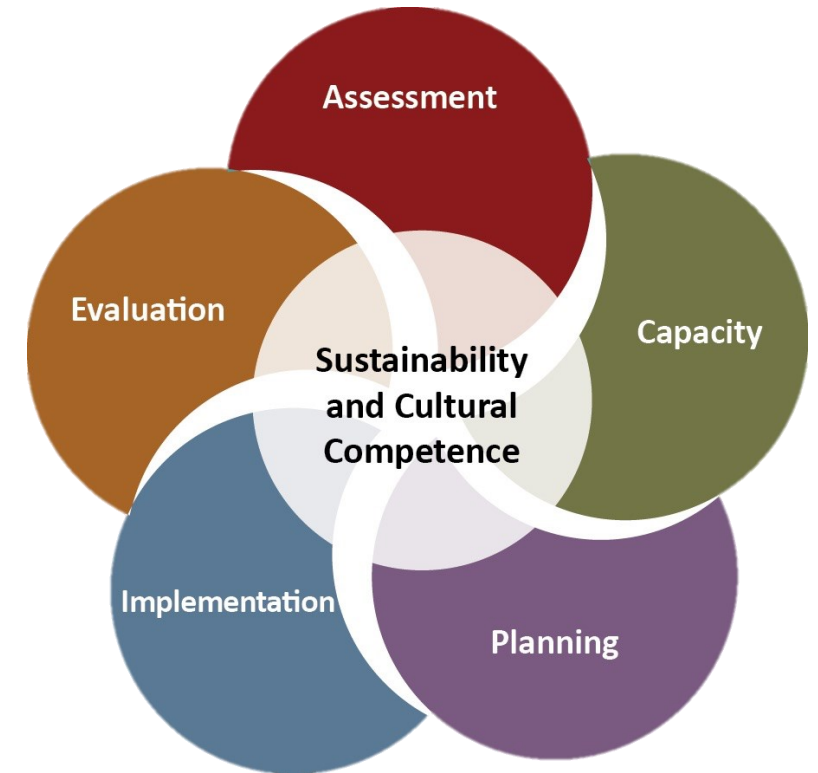 Assessment
Capacity
Planning
Implementation
Evaluation
Sustainability
and Cultural
Competence